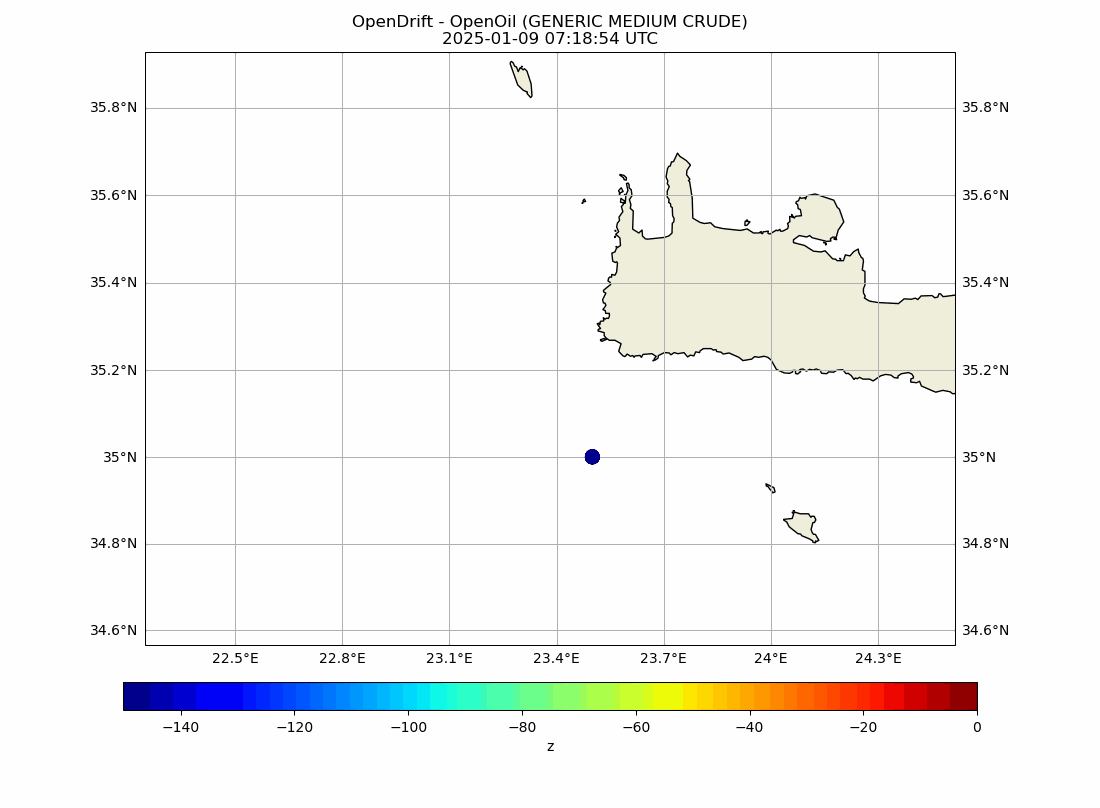 OpenDrift - OpenOil (GENERIC MEDIUM CRUDE)
2025-01-09 07:18:54 UTC
35.8°N 35.8°N
35.6°N 35.6°N
35.4°N 35.4°N
35.2°N 35.2°N
35°N 35°N
34.8°N 34.8°N
34.6°N 34.6°N
22.5°E 22.8°E 23.1°E 23.4°E 23.7°E 24°E 24.3°E
−140 −120 −100 −80 −60 −40 −20 0
z